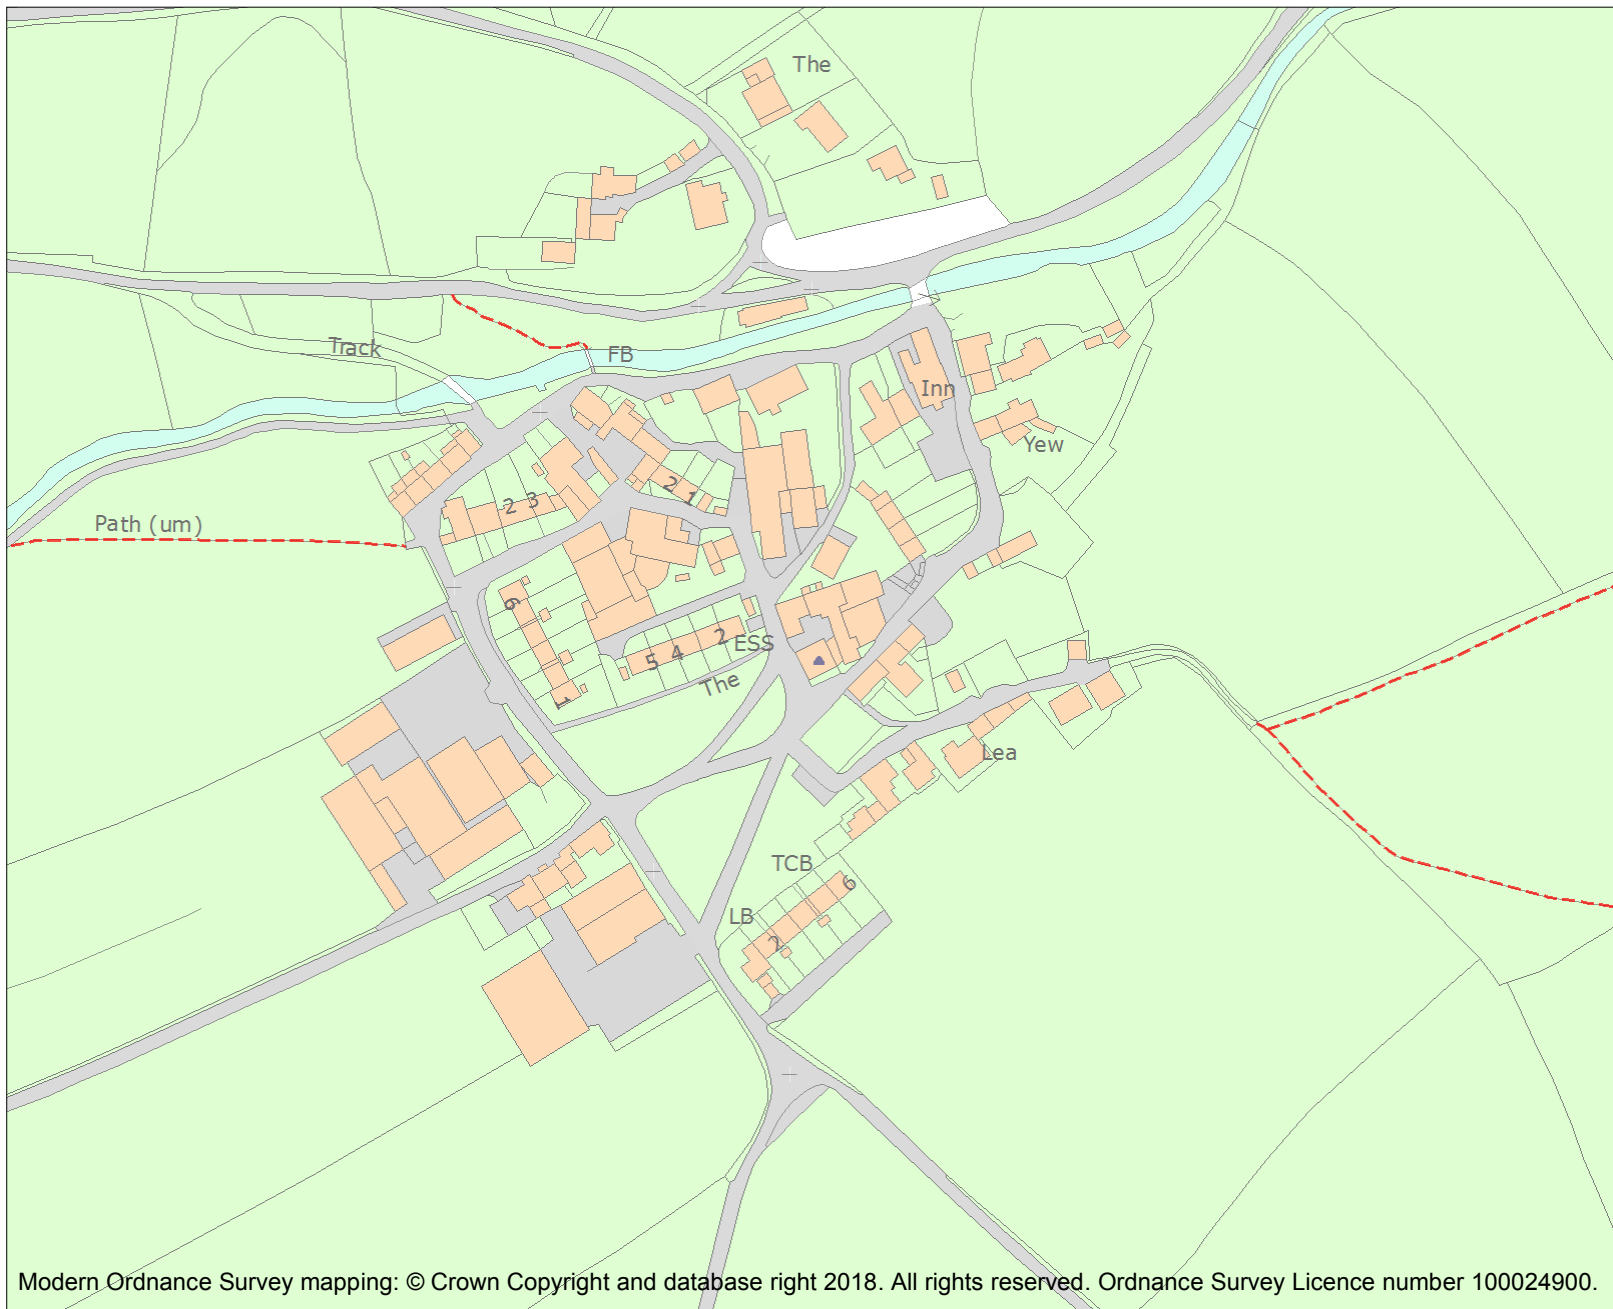 The
Track
FB
Inn
Yew
2 1
2 3
Path (um)
6
2
ESS
5 4
The
1
Lea
TCB
6
LB
2
Modern Ordnance Survey mapping: © Crown Copyright and database right 2018. All rights reserved. Ordnance Survey Licence number 100024900.